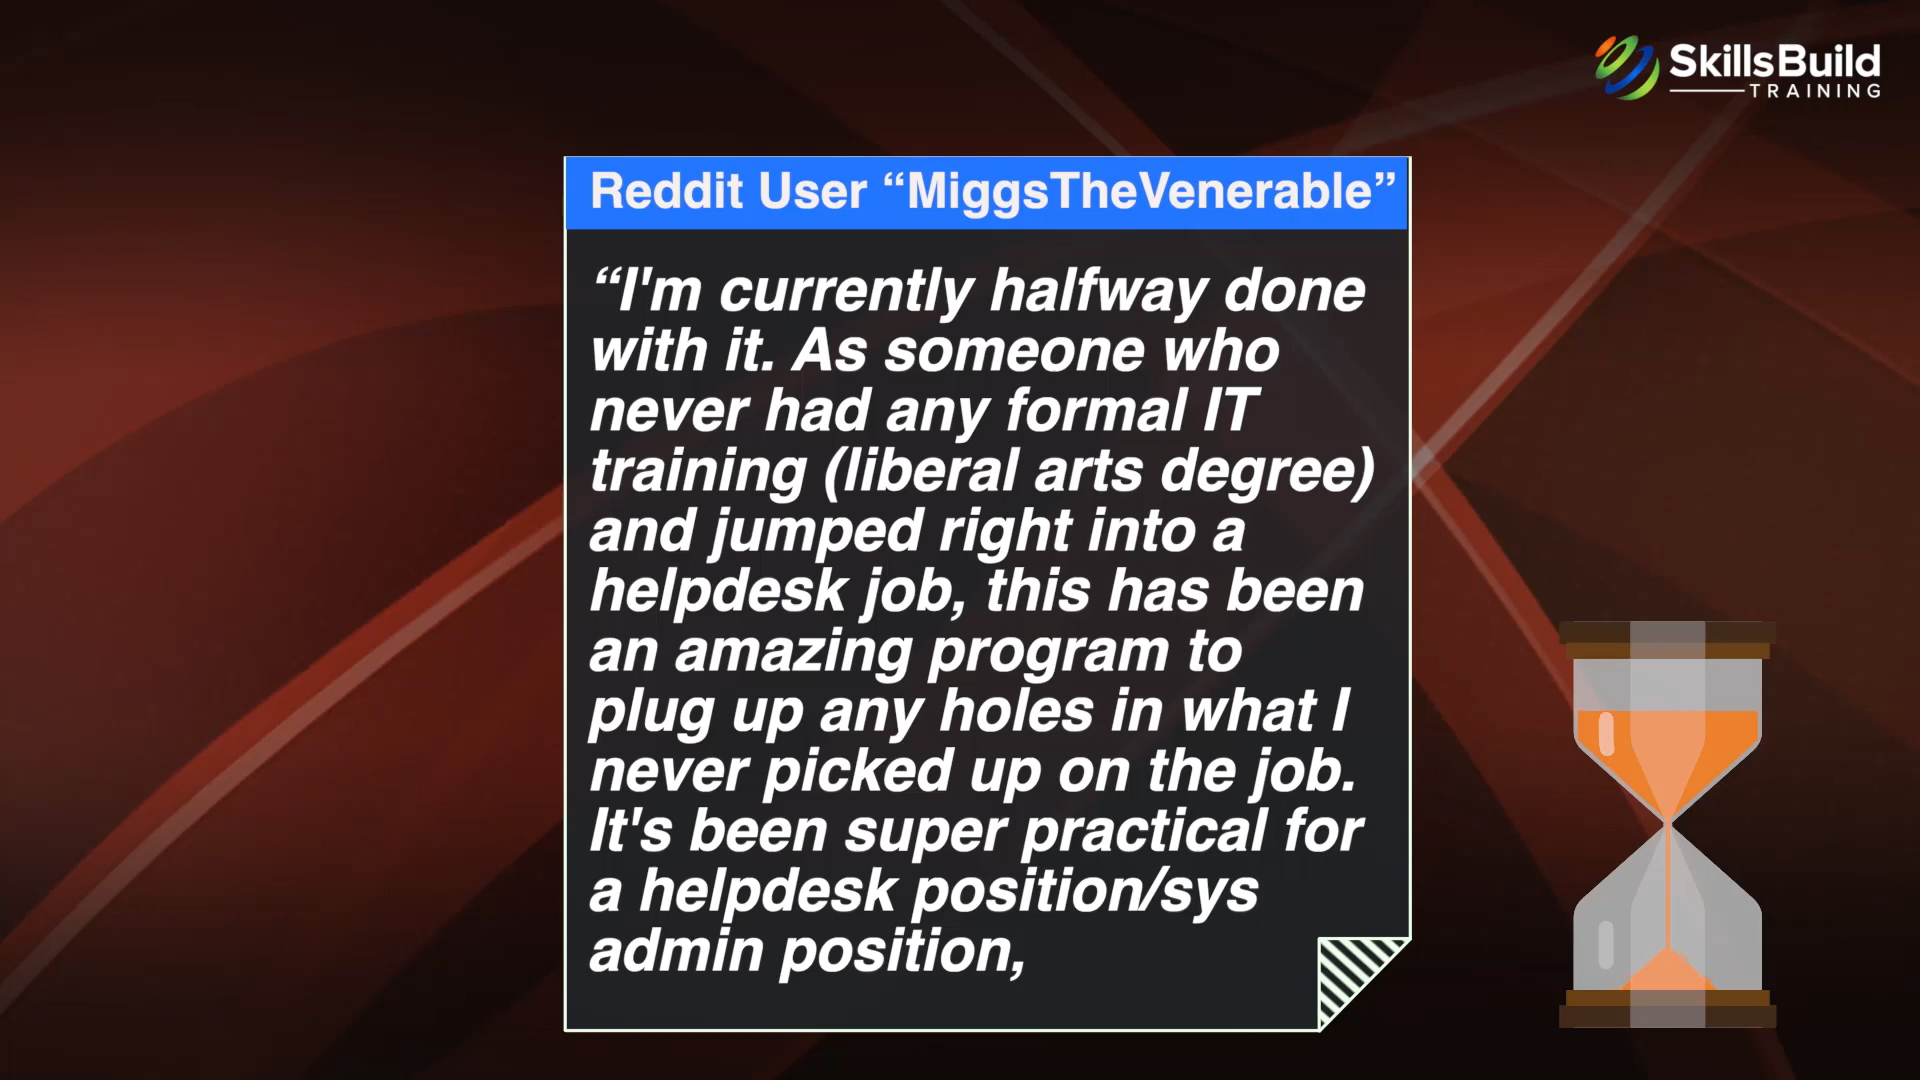 SkillsBuild
TRAINING
Reddit User “MiggsTheVenerable”
“I'm currently halfway done
with it. As someone who
never had any formal IT
training (liberal arts degree)
and jumped right into a
helpdesk job, this has been
an amazing program to
plug up any holes in what I
never picked up on the job.
It's been super practical for
a helpdesk position/sys
admin position,